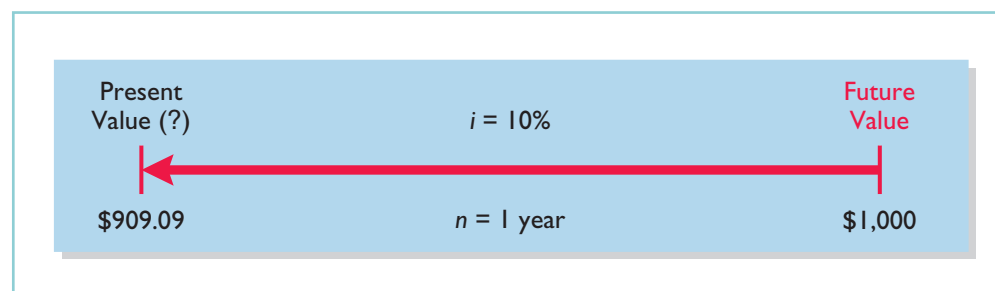 Present
Value (?)
i = 10%
Future
Value
$909.09
n = 1 year
$1,000